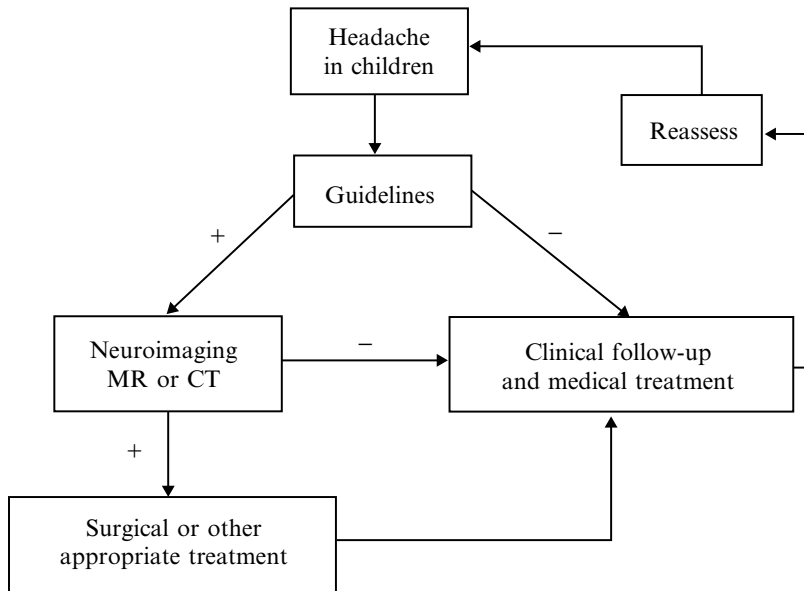 Headache
in children
Reassess
Guidelines
+
−
Neuroimaging
MR or CT
−
Clinical follow-up
and medical treatment
+
Surgical or other
appropriate treatment